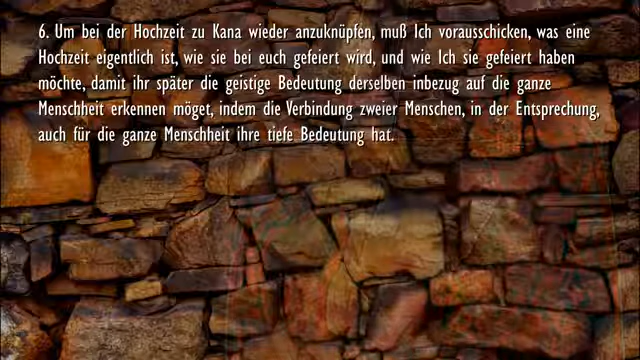 6. Um bei der Hochzeit zu Kana wieder anzuknüpfen, muß Ich vorausschicken, was eine
Hochzeit eigentlich ist, wie sie bei euch gefeiert wird, und wie Ich sie gefeiert haben
möchte, damit ihr später die geistige Bedeutung derselben inbezug auf die ganze
Menschheit erkennen möget, indem die Verbindung zweier Menschen, in der Entsprechung,
auch für die ganze Menschheit ihre tiefe Bedeutung hat.